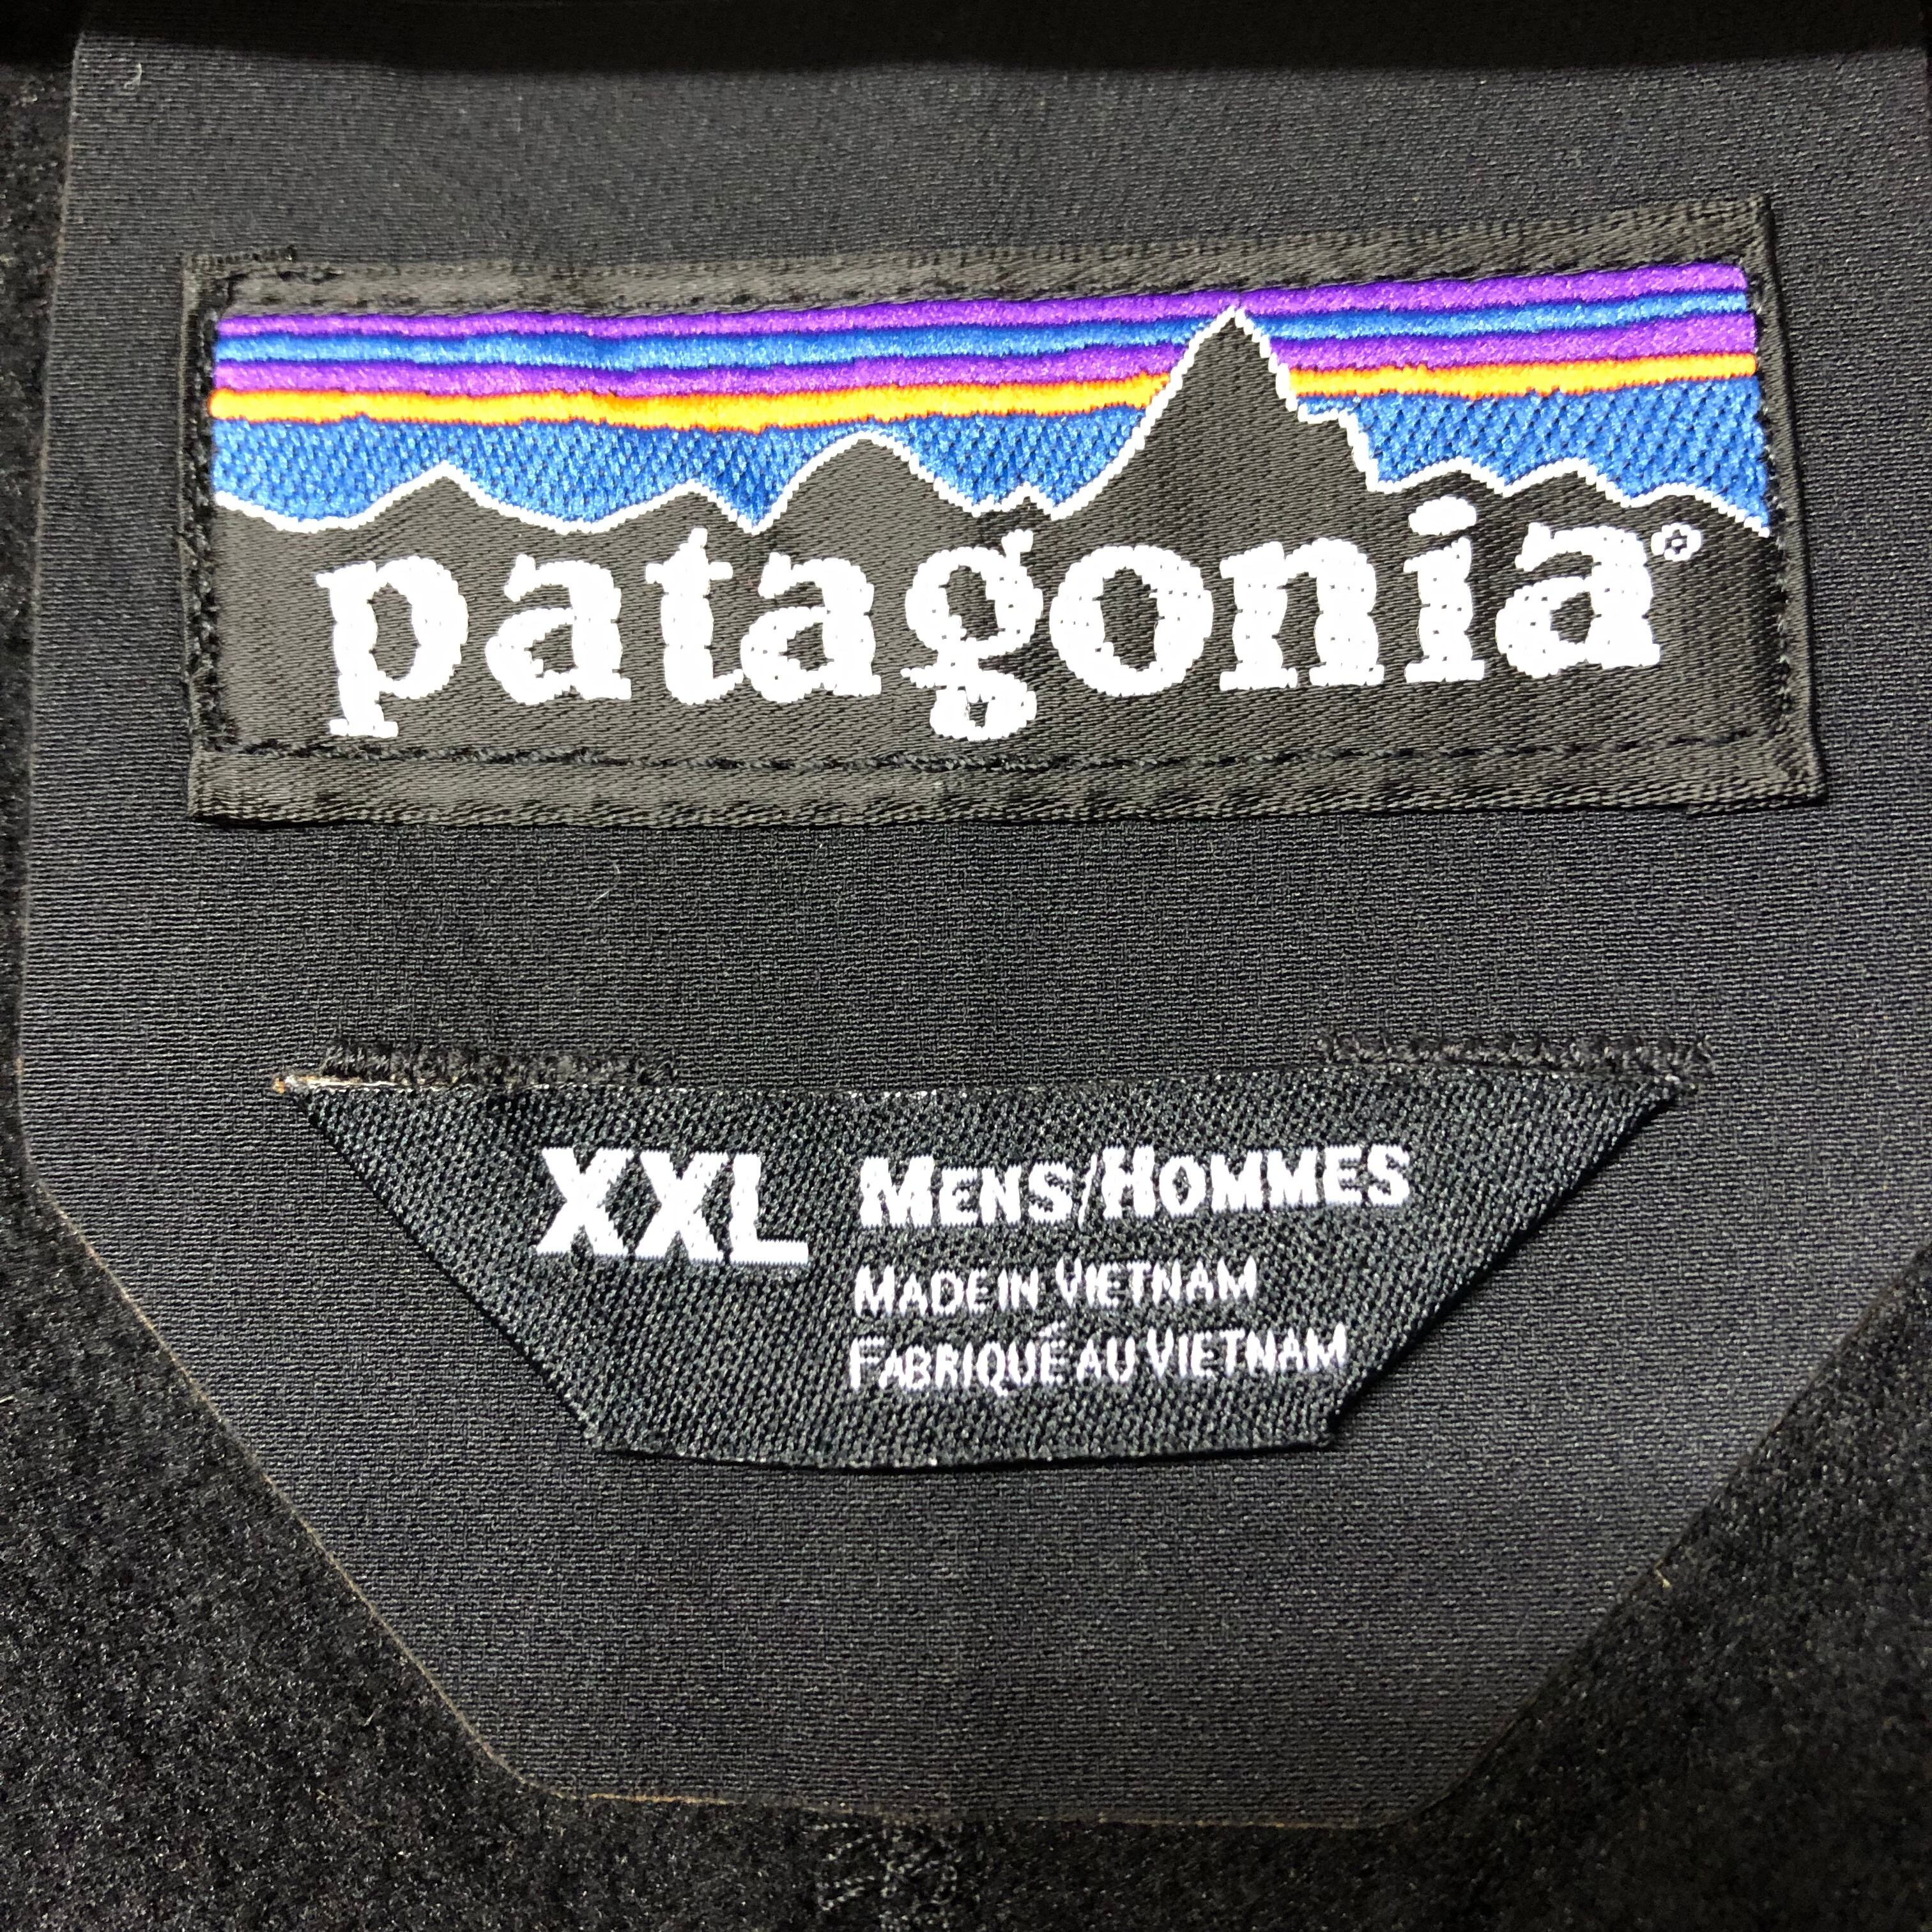 patagonia®
XXL MENS/HOMMES
MADE IN VIETNAM
FABRIQUÉ AU VIETNAM